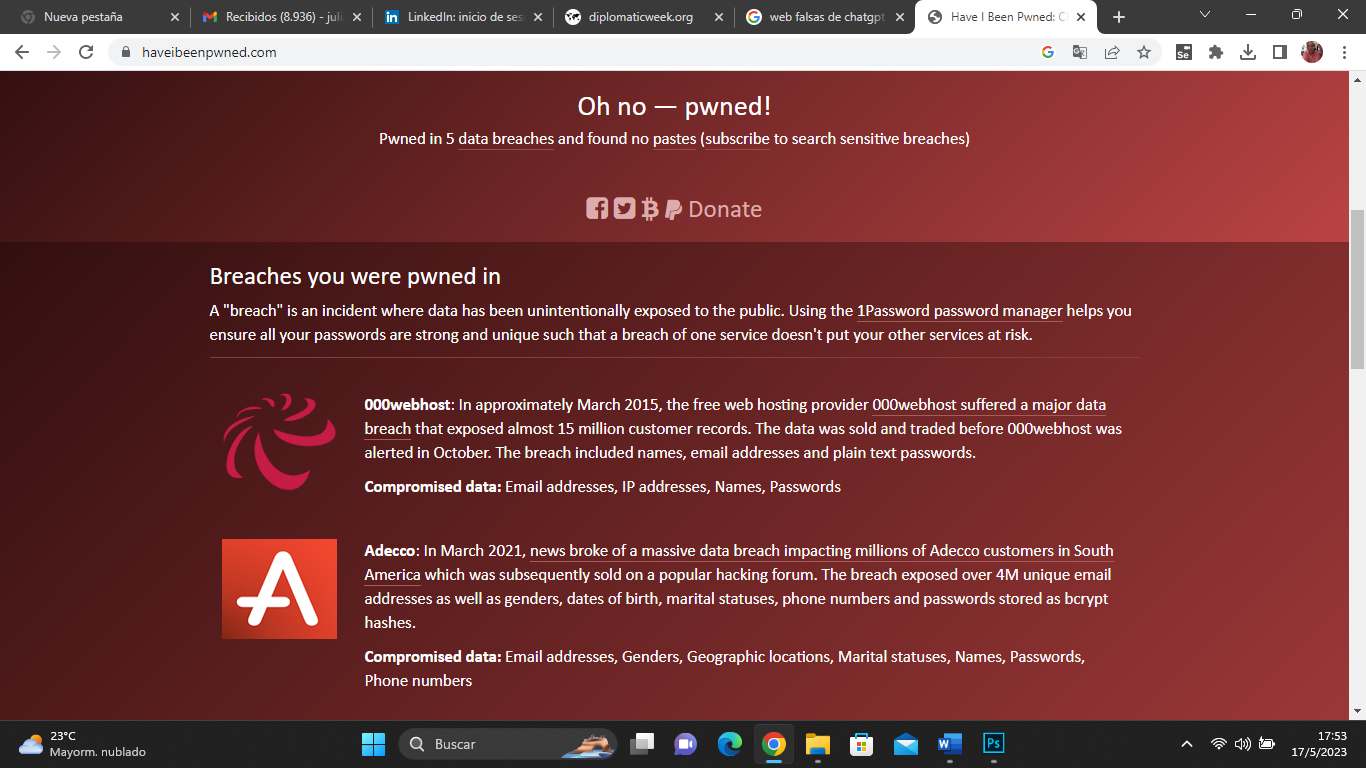 Nueva pestaña
Recibidos (8.936) - juli
LinkedIn: inicio de ses
diplomaticweek.org
web falsas de chatgpt
Have I Been Pwned: C
haveibeenpwned.com
Oh no — pwned!
Pwned in 5 data breaches and found no pastes (subscribe to search sensitive breaches)
Donate
Breaches you were pwned in
A "breach" is an incident where data has been unintentionally exposed to the public. Using the 1Password password manager helps you
ensure all your passwords are strong and unique such that a breach of one service doesn't put your other services at risk.
000webhost: In approximately March 2015, the free web hosting provider 000webhost suffered a major data
breach that exposed almost 15 million customer records. The data was sold and traded before 000webhost was
alerted in October. The breach included names, email addresses and plain text passwords.
Compromised data: Email addresses, IP addresses, Names, Passwords
Adecco: In March 2021, news broke of a massive data breach impacting millions of Adecco customers in South
America which was subsequently sold on a popular hacking forum. The breach exposed over 4M unique email
addresses as well as genders, dates of birth, marital statuses, phone numbers and passwords stored as bcrypt
hashes.
Compromised data: Email addresses, Genders, Geographic locations, Marital statuses, Names, Passwords,
Phone numbers
23°C
Mayorm. nublado
Buscar
17:53
17/5/2023